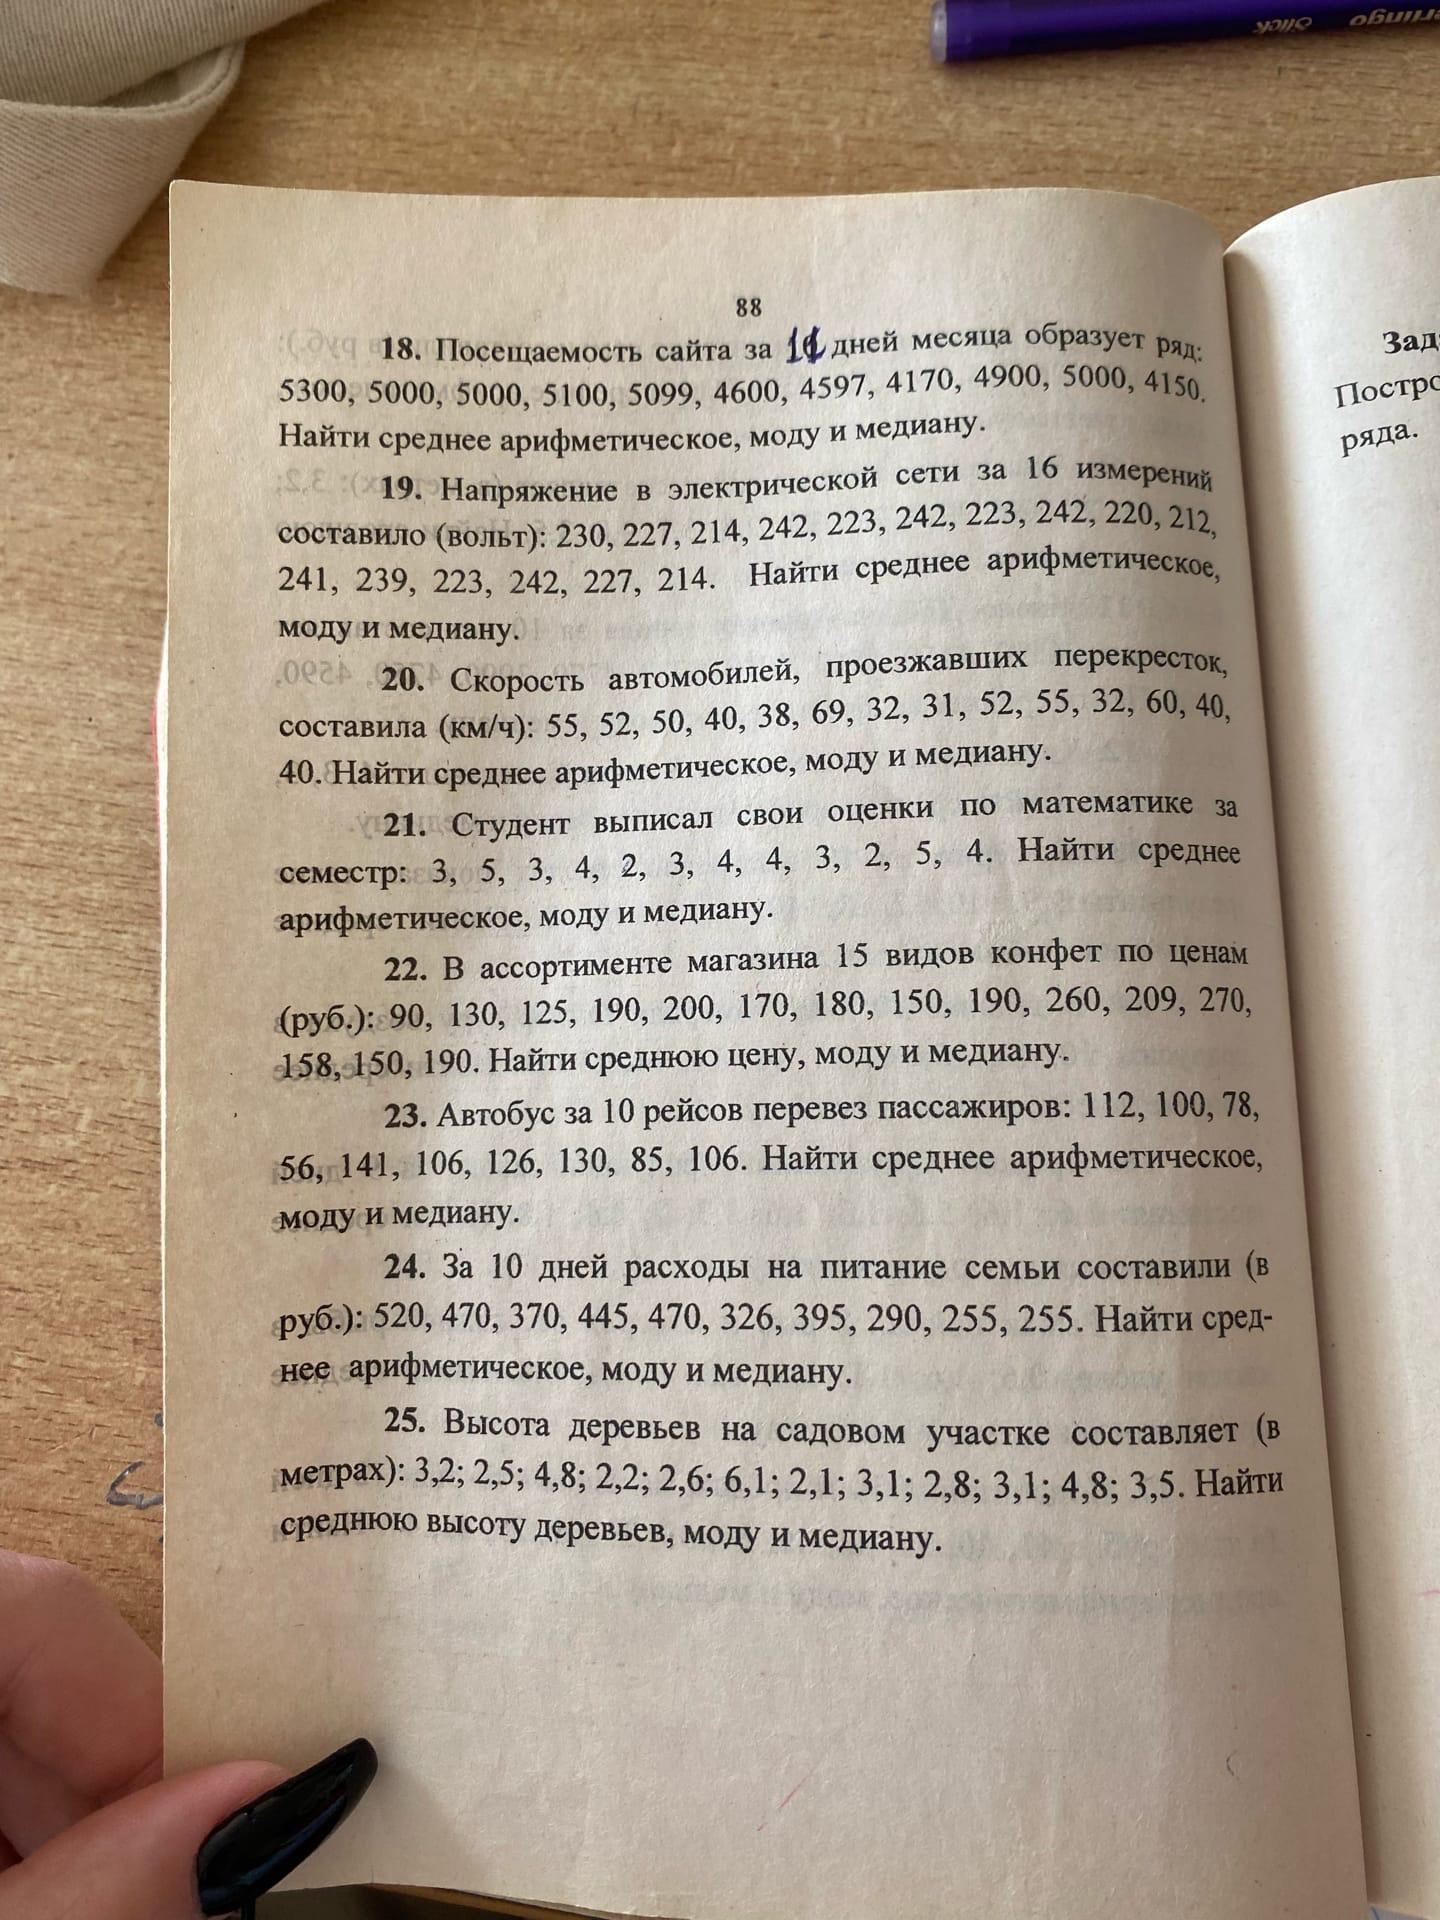 erlingo Slick
88
18. Посещаемость сайта за 11 дней месяца образует ряд:
5300, 5000, 5000, 5100, 5099, 4600, 4597, 4170, 4900, 5000, 4150.
Найти среднее арифметическое, моду и медиану.
19. Напряжение в электрической сети за 16 измерений
составило (вольт): 230, 227, 214, 242, 223, 242, 223, 242, 220, 212,
241, 239, 223, 242, 227, 214. Найти среднее арифметическое,
моду и медиану.
20. Скорость автомобилей, проезжавших перекресток,
составила (км/ч): 55, 52, 50, 40, 38, 69, 32, 31, 52, 55, 32, 60, 40,
40. Найти среднее арифметическое, моду и медиану.
21. Студент выписал свои оценки по математике за
семестр: 3, 5, 3, 4, 2, 3, 4, 4, 3, 2, 5, 4. Найти среднее
арифметическое, моду и медиану.
22. В ассортименте магазина 15 видов конфет по ценам
(руб.): 90, 130, 125, 190, 200, 170, 180, 150, 190, 260, 209, 270,
158, 150, 190. Найти среднюю цену, моду и медиану.
23. Автобус за 10 рейсов перевез пассажиров: 112, 100, 78,
56, 141, 106, 126, 130, 85, 106. Найти среднее арифметическое,
моду и медиану.
24. За 10 дней расходы на питание семьи составили (в
руб.): 520, 470, 370, 445, 470, 326, 395, 290, 255, 255. Найти сред-
нее арифметическое, моду и медиану.
25. Высота деревьев на садовом участке составляет (в
метрах): 3,2; 2,5; 4,8; 2,2; 2,6; 6,1; 2,1; 3,1; 2,8; 3,1; 4,8; 3,5. Найти
среднюю высоту деревьев, моду и медиану.
Зад
Постро
ряда.